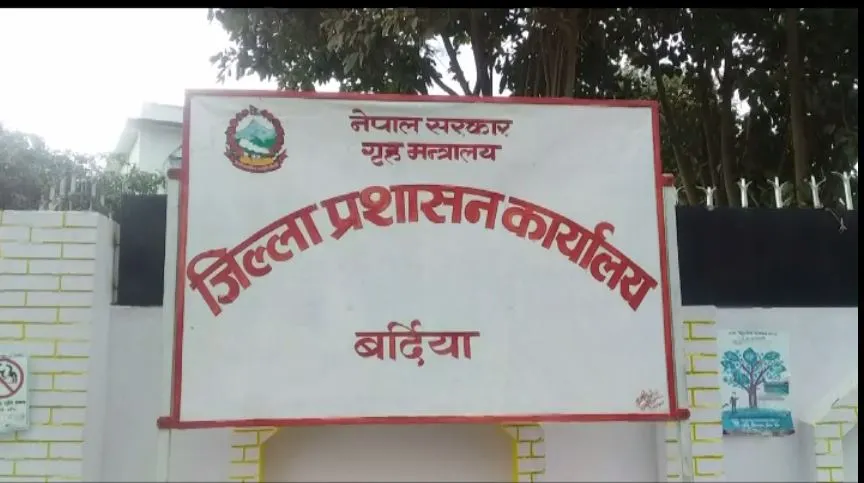 नेपाल सरकार
गृह मन्त्रालय
जिल्ला प्रशासन कार्यालय
बर्दिया